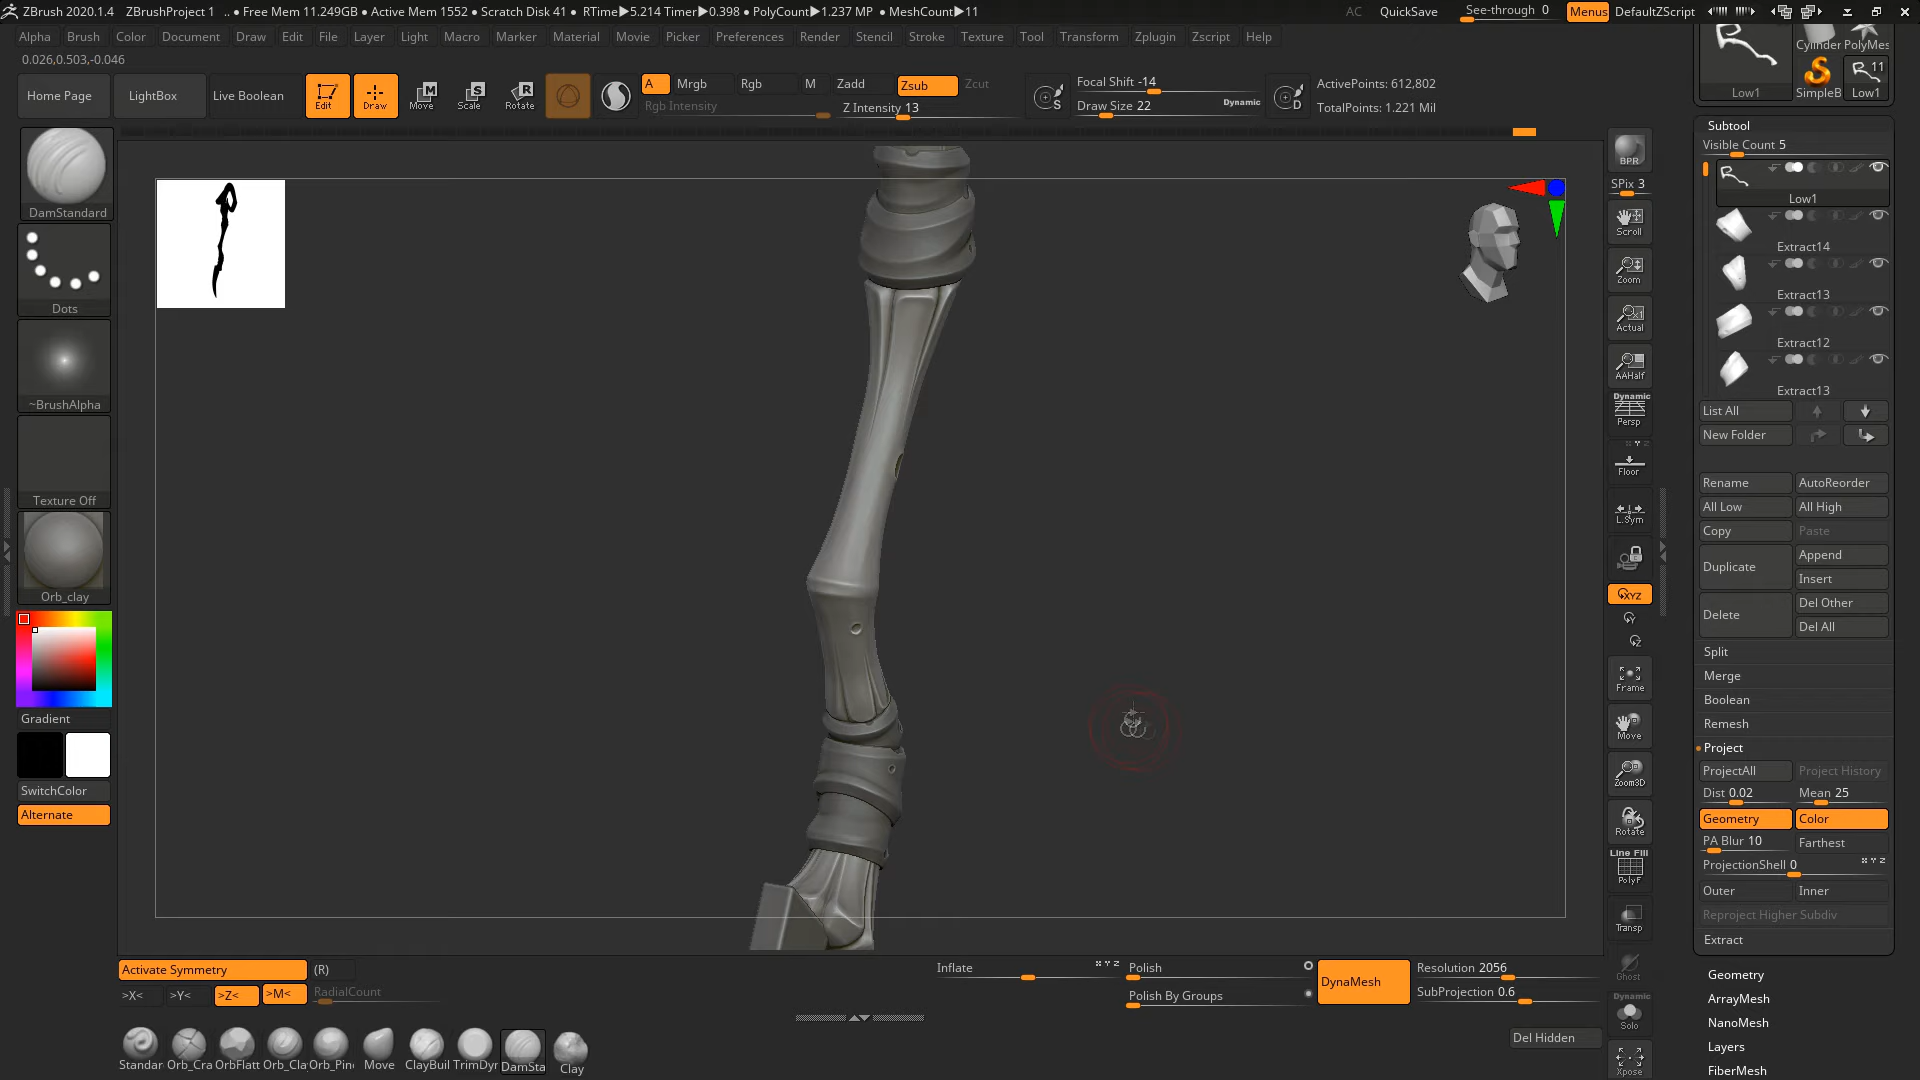 ZBrush 2020.1.4 ZBrushProject 1 .. • Free Mem 11.249GB • Active Mem 1552 • Scratch Disk 41 • RTime▶5.214 Timer▶0.398 • PolyCount▶1.237 MP • MeshCount▶11 AC QuickSave See-through 0 Menus DefaultZScript
Alpha Brush Color Document Draw Edit File Layer Light Macro Marker Material Movie Picker Preferences Render Stencil Stroke Texture Tool Transform Zplugin Zscript Help
0.026,0.503,-0.046
Home Page LightBox Live Boolean Edit Draw Move Scale Rotate A Mrgb Rgb M Zadd Zsub Zcut Focal Shift -14 ActivePoints: 612,802
Rgb Intensity Z Intensity 13 Draw Size 22 Dynamic TotalPoints: 1.221 Mil
Cylinder PolyMes
11
Low1 SimpleB Low1
DamStandard
Dots
~BrushAlpha
Texture Off
Orb_clay
Gradient
SwitchColor
Alternate
BPR
SPix 3
Scroll
Zoom
Actual
AAHalf
Dynamic
Persp
Floor
L.Sym
XYZ
Frame
Move
Zoom3D
Rotate
Line Fill
PolyF
Transp
Ghost
Dynamic
Solo
Xpose
Subtool
Visible Count 5
Low1
Extract14
Extract13
Extract12
Extract13
List All
New Folder
Rename AutoReorder
All Low All High
Copy Paste
Duplicate Append
Insert
Delete Del Other
Del All
Split
Merge
Boolean
Remesh
Project
ProjectAll Project History
Dist 0.02 Mean 25
Geometry Color
PA Blur 10 Farthest
ProjectionShell 0
Outer Inner
Reproject Higher Subdiv
Extract
Geometry
ArrayMesh
NanoMesh
Layers
FiberMesh
Activate Symmetry (R)
>X< >Y< >Z< >M< RadialCount
Inflate Polish DynaMesh Resolution 2056
Polish By Groups SubProjection 0.6
Del Hidden
Standar Orb_Cra OrbFlatt Orb_Cla Orb_Pin Move ClayBuil TrimDyr DamSta Clay